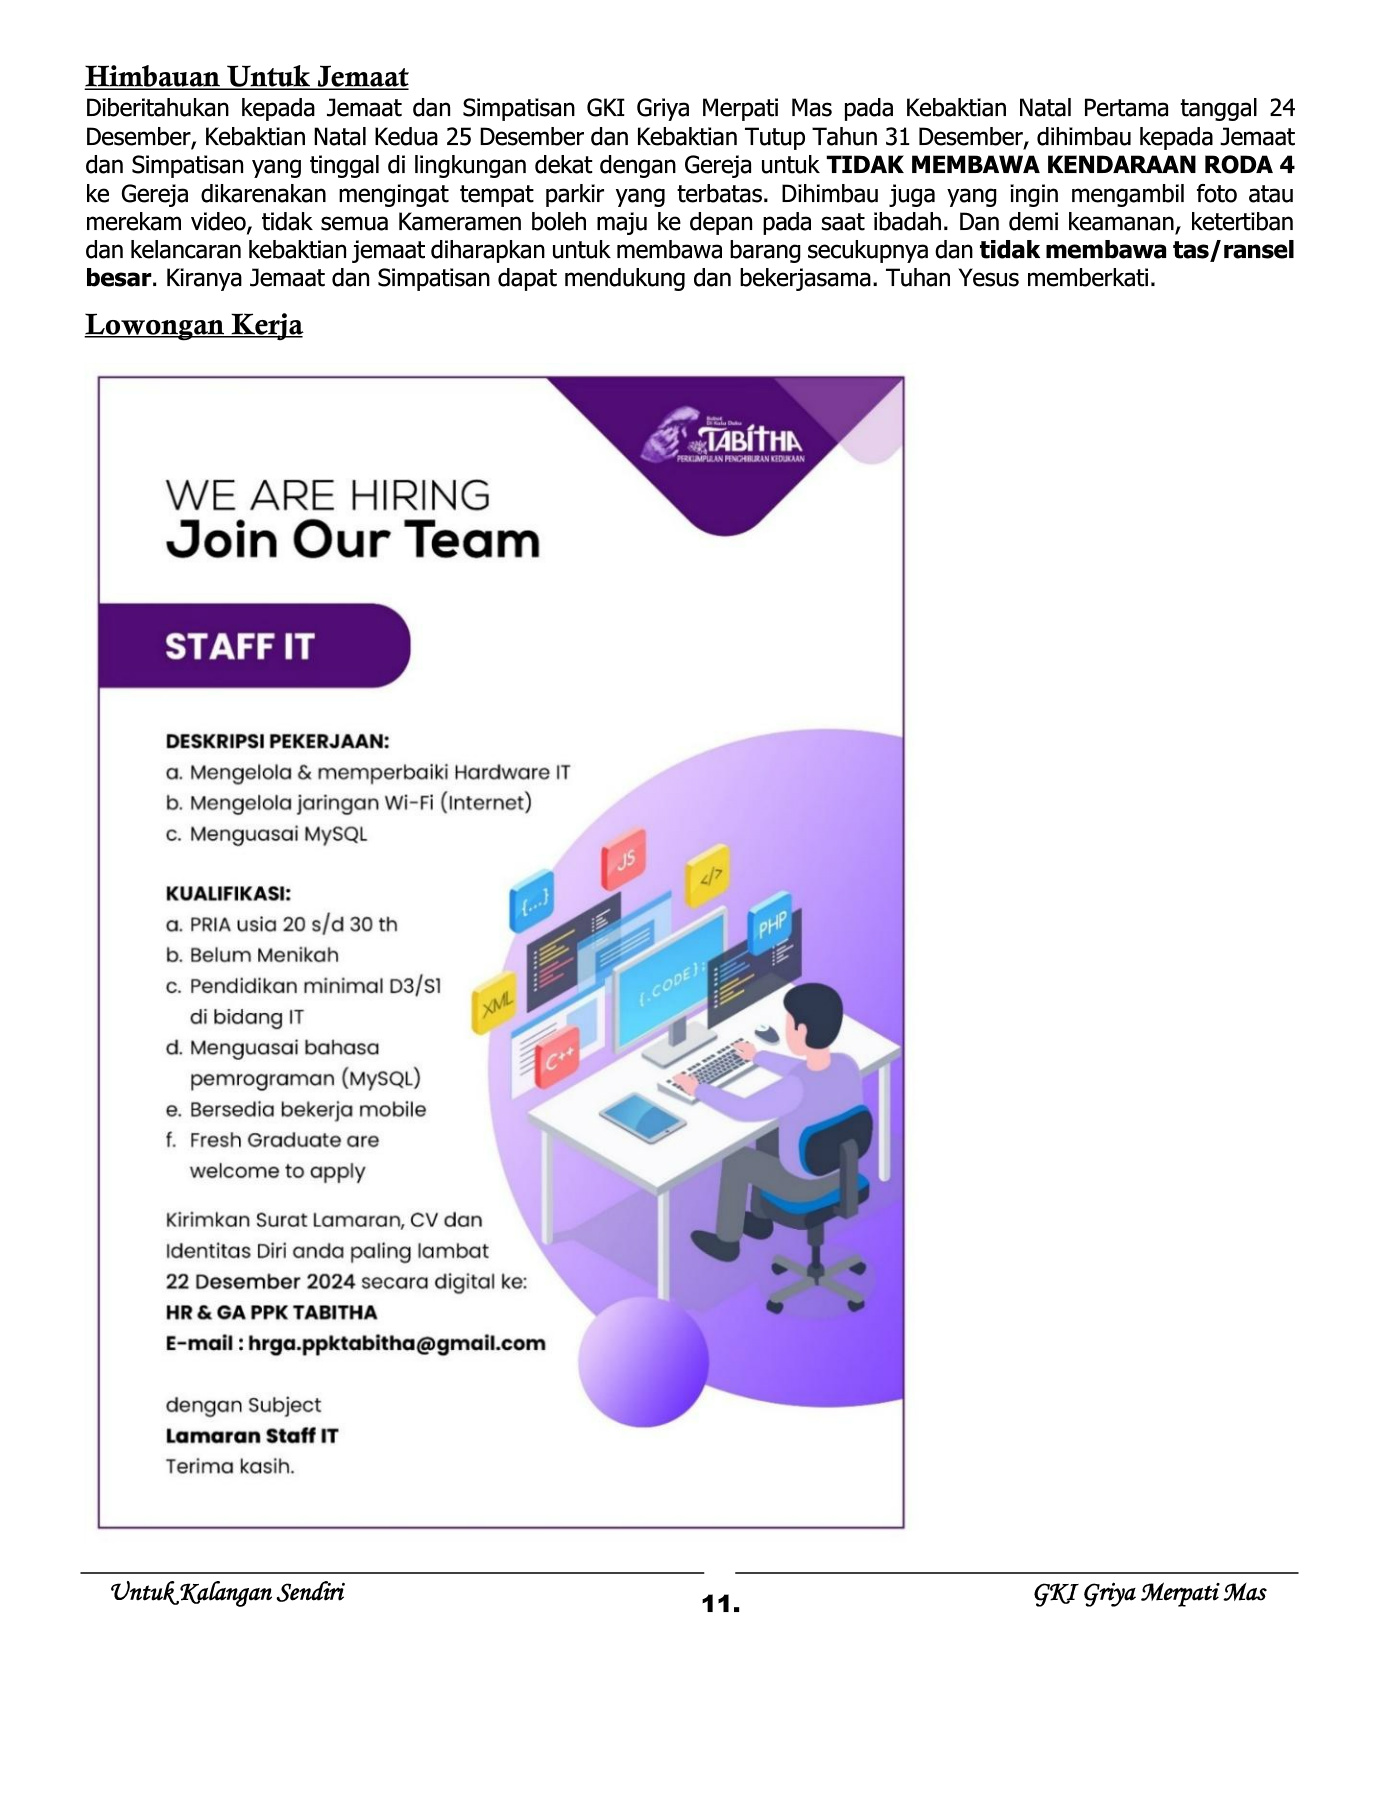 Himbauan Untuk Jemaat
Diberitahukan kepada Jemaat dan Simpatisan GKI Griya Merpati Mas pada Kebaktian Natal Pertama tanggal 24
Desember, Kebaktian Natal Kedua 25 Desember dan Kebaktian Tutup Tahun 31 Desember, dihimbau kepada Jemaat
dan Simpatisan yang tinggal di lingkungan dekat dengan Gereja untuk TIDAK MEMBAWA KENDARAAN RODA 4
ke Gereja dikarenakan mengingat tempat parkir yang terbatas. Dihimbau juga yang ingin mengambil foto atau
merekam video, tidak semua Kameramen boleh maju ke depan pada saat ibadah. Dan demi keamanan, ketertiban
dan kelancaran kebaktian jemaat diharapkan untuk membawa barang secukupnya dan tidak membawa tas/ransel
besar. Kiranya Jemaat dan Simpatisan dapat mendukung dan bekerjasama. Tuhan Yesus memberkati.
Lowongan Kerja
Rumah Duka
TABITHA
PERKUMPULAN PENGHIBURAN KEDUKAAN
WE ARE HIRING
Join Our Team
STAFF IT
DESKRIPSI PEKERJAAN:
a. Mengelola & memperbaiki Hardware IT
b. Mengelola jaringan Wi-Fi (Internet)
c. Menguasai MySQL
KUALIFIKASI:
a. PRIA usia 20 s/d 30 th
b. Belum Menikah
c. Pendidikan minimal D3/S1
di bidang IT
d. Menguasai bahasa
pemrograman (MySQL)
e. Bersedia bekerja mobile
f. Fresh Graduate are
welcome to apply
{...}
JS
</>
PHP
XML
{.CODE};
C++
Kirimkan Surat Lamaran, CV dan
Identitas Diri anda paling lambat
22 Desember 2024 secara digital ke:
HR & GA PPK TABITHA
E-mail : hrga.ppktabitha@gmail.com
dengan Subject
Lamaran Staff IT
Terima kasih.
Untuk Kalangan Sendiri
11.
GKI Griya Merpati Mas